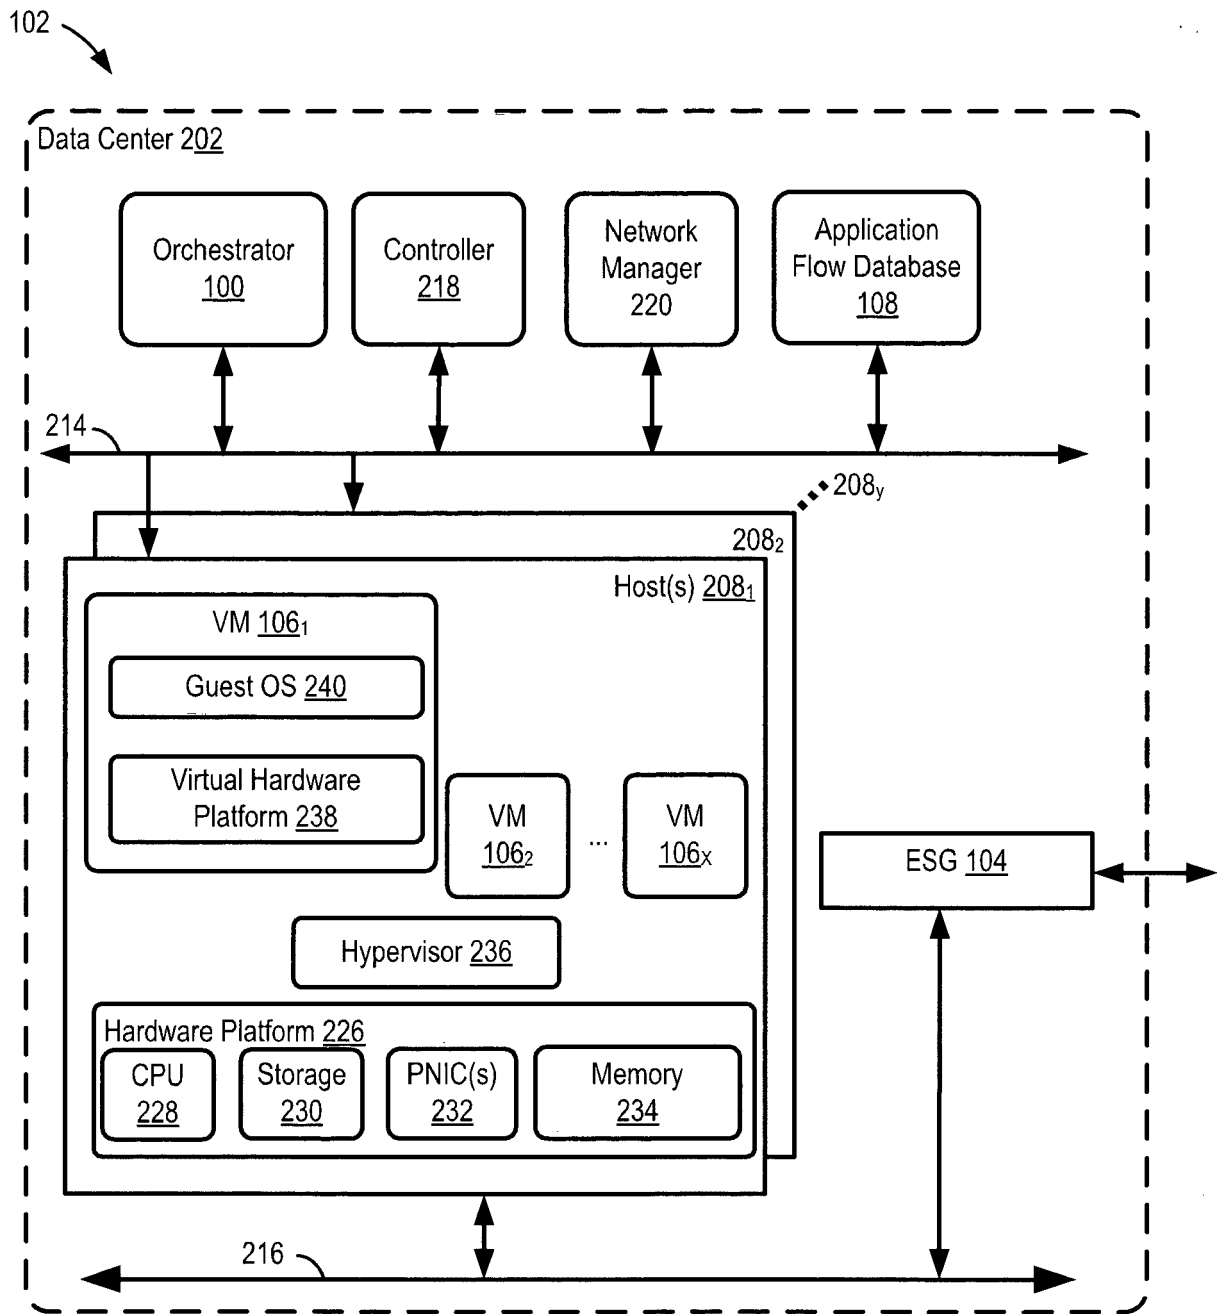 102
Data Center 202
Orchestrator
100
Controller
218
Network
Manager
220
Application
Flow Database
108
214
208y
2082
Host(s) 2081
VM 1061
Guest OS 240
Virtual Hardware
Platform 238
VM
1062
...
VM
106X
ESG 104
Hypervisor 236
Hardware Platform 226
CPU
228
Storage
230
PNIC(s)
232
Memory
234
216